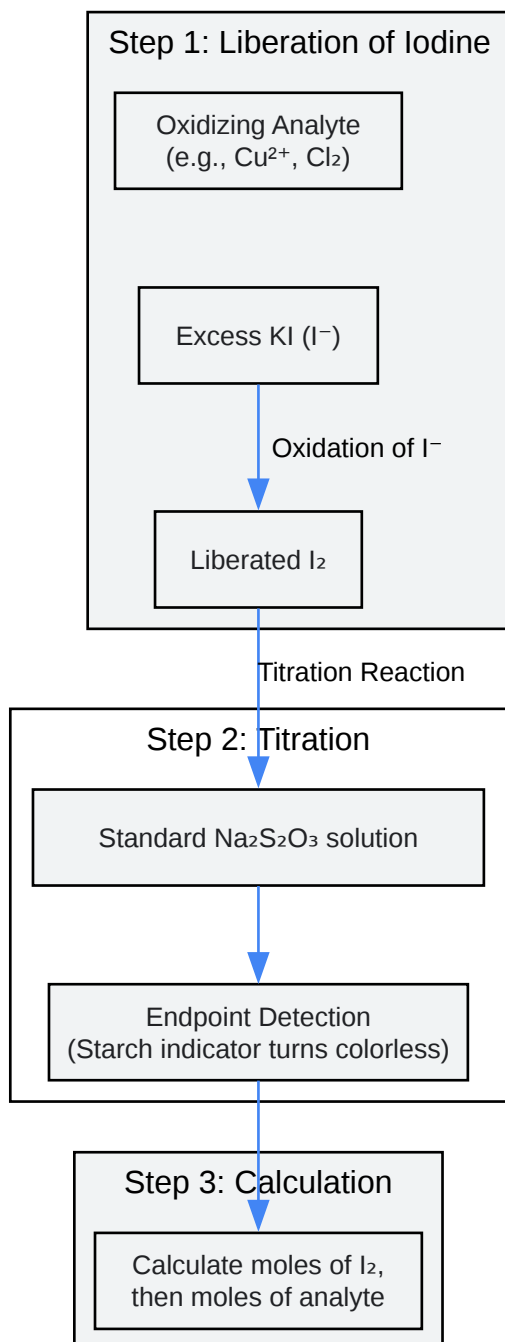 Step 1: Liberation of Iodine
Oxidizing Analyte
(e.g., Cu²⁺, Cl₂)
Excess KI (I⁻)
Oxidation of I⁻
Liberated I₂
Titration Reaction
Step 2: Titration
Standard Na₂S₂O₃ solution
Endpoint Detection
(Starch indicator turns colorless)
Step 3: Calculation
Calculate moles of I₂,
then moles of analyte